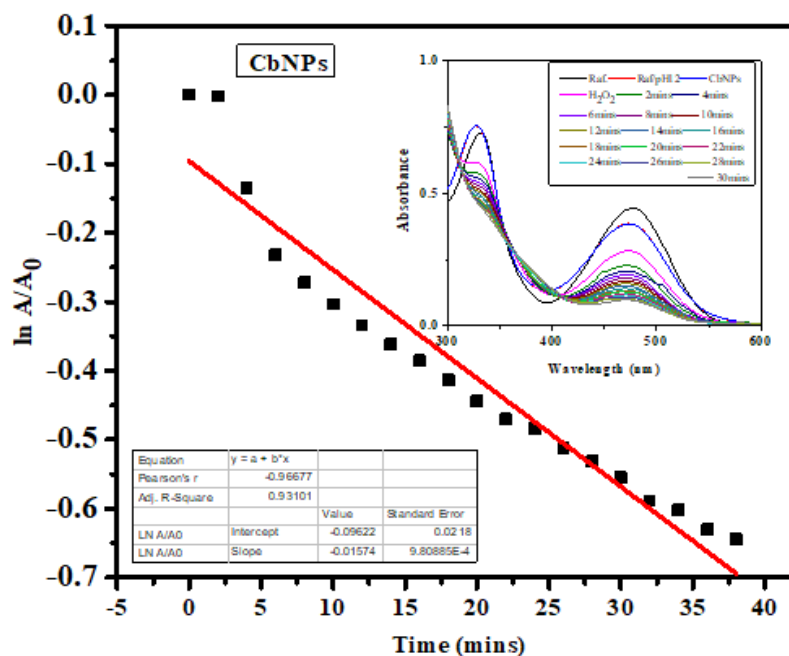 CbNPs
ln A/A0
0.1
0.0
-0.1
-0.2
-0.3
-0.4
-0.5
-0.6
-0.7
-5 0 5 10 15 20 25 30 35 40
Time (mins)
Absorbance
1.0
0.5
0.0
300 400 500 600
Wavelength (nm)
Raf. RafpH12 CbNPs
H2O2 2mins 4mins
6mins 8mins 10mins
12mins 14mins 16mins
18mins 20mins 22mins
24mins 26mins 28mins
30mins
Equation y = a + b*x
Pearson's r -0.96677
Adj. R-Square 0.93101
Value Standard Error
LN A/A0 Intercept -0.09622 0.0218
LN A/A0 Slope -0.01574 9.80885E-4